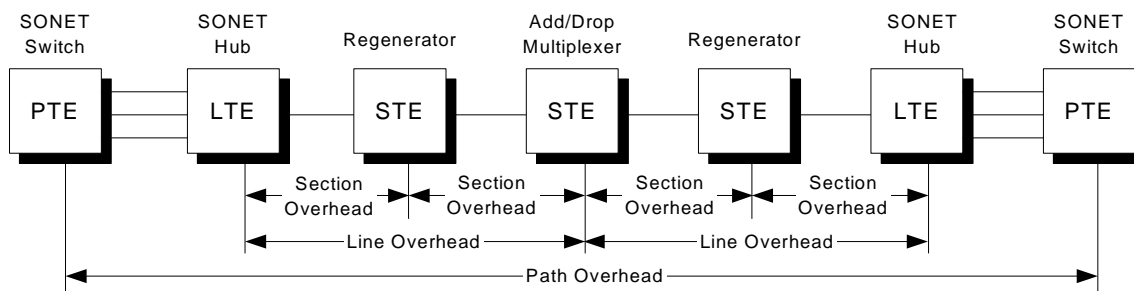 SONET
Switch
SONET
Hub
Regenerator
Add/Drop
Multiplexer
Regenerator
SONET
Hub
SONET
Switch
PTE
LTE
STE
STE
STE
LTE
PTE
Section
Overhead
Section
Overhead
Section
Overhead
Section
Overhead
Line Overhead
Line Overhead
Path Overhead